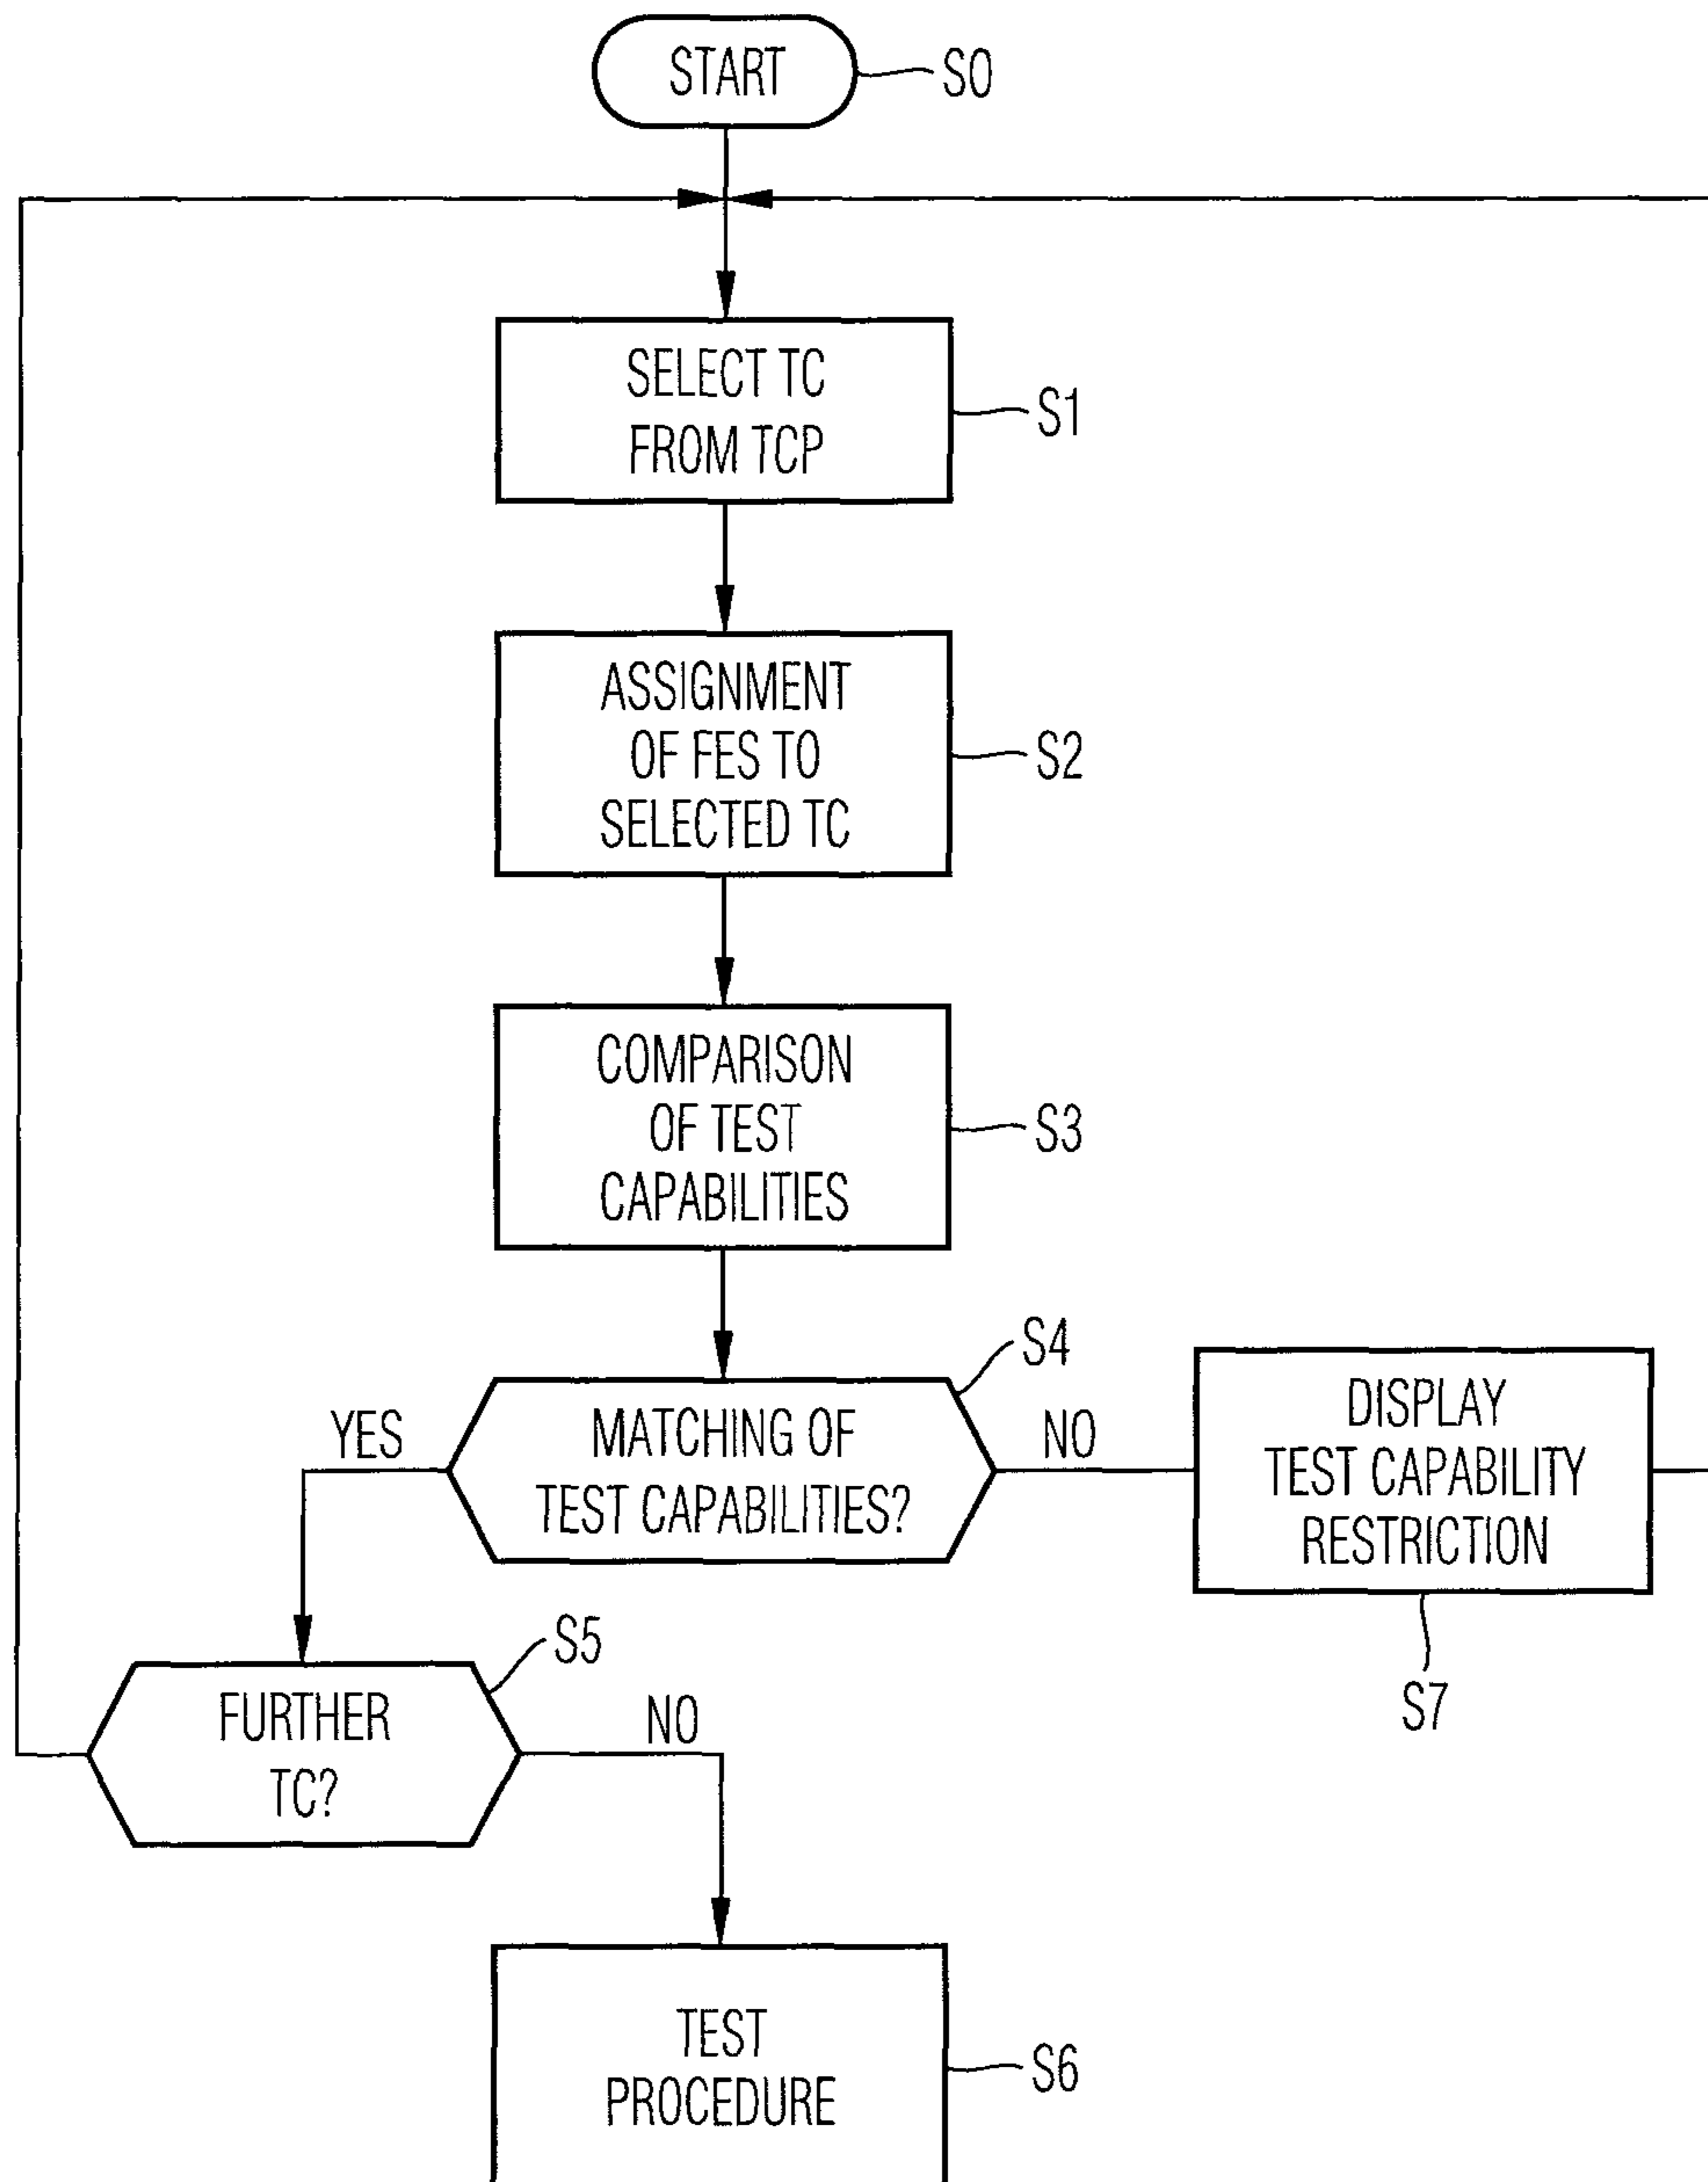 START
S0
SELECT TC
FROM TCP
S1
ASSIGNMENT
OF FES TO
SELECTED TC
S2
COMPARISON
OF TEST
CAPABILITIES
S3
S4
MATCHING OF
TEST CAPABILITIES?
YES
NO
DISPLAY
TEST CAPABILITY
RESTRICTION
S7
S5
FURTHER
TC?
NO
TEST
PROCEDURE
S6